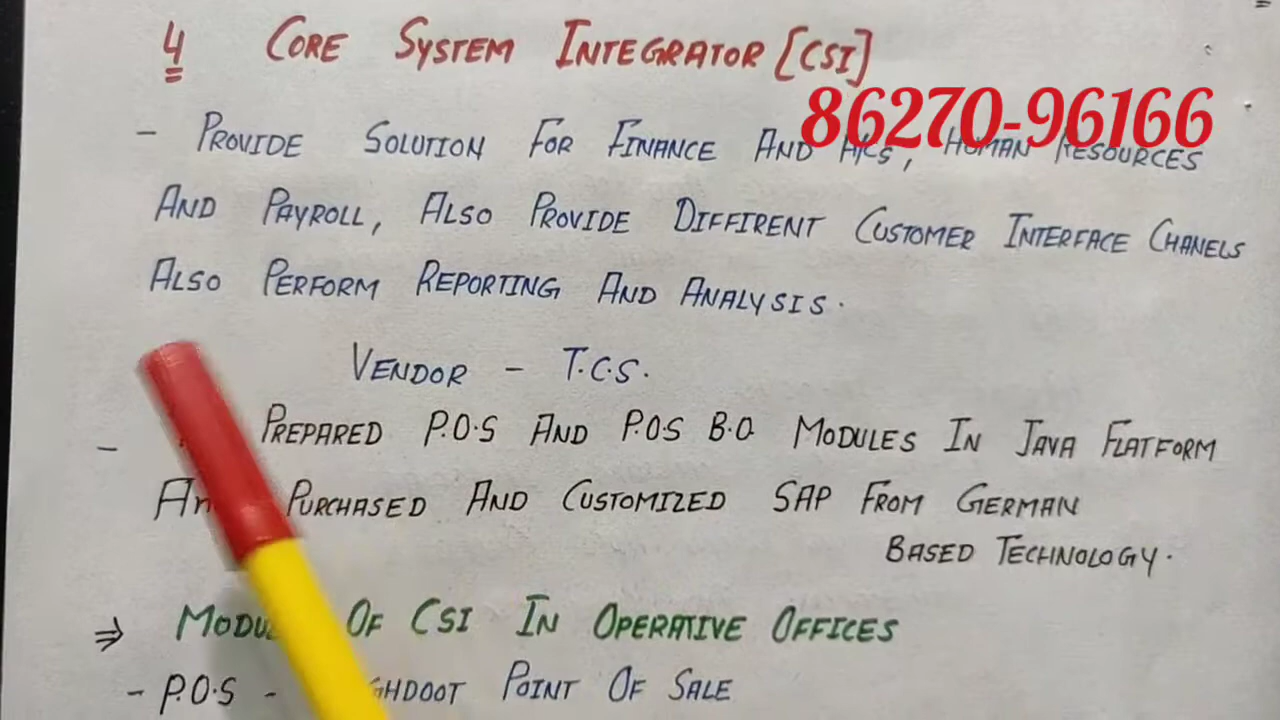 4 CORE SYSTEM INTEGRATOR [CSI]
86270-96166
- PROVIDE SOLUTION FOR FINANCE AND A/Cs, HUMAN RESOURCES
AND PAYROLL, ALSO PROVIDE DIFFIRENT CUSTOMER INTERFACE CHANELS
ALSO PERFORM REPORTING AND ANALYSIS.
VENDOR - T.C.S.
- PREPARED P.O.S AND P.O.S B.O MODULES IN JAVA FLATFORM
PURCHASED AND CUSTOMIZED SAP FROM GERMAN
BASED TECHNOLOGY.
⇒ OF CSI IN OPERATIVE OFFICES
- P.O.S - POINT OF SALE